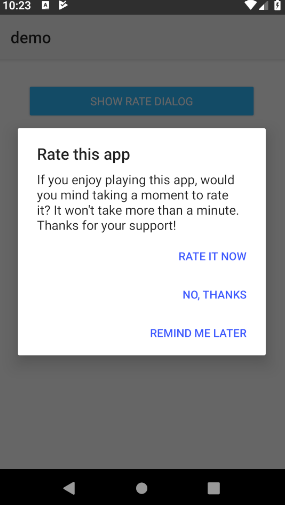 10:23
demo
SHOW RATE DIALOG
Rate this app
If you enjoy playing this app, would
you mind taking a moment to rate
it? It won't take more than a minute.
Thanks for your support!
RATE IT NOW
NO, THANKS
REMIND ME LATER